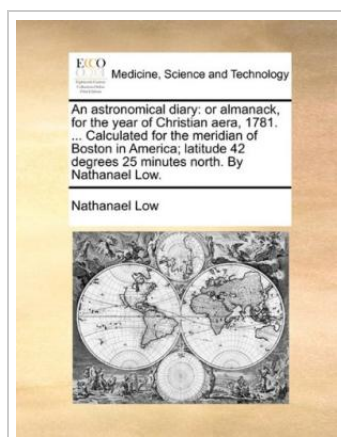 ECCO
Medicine, Science and Technology
An astronomical diary: or almanack,
for the year of Christian aera, 1781.
... Calculated for the meridian of
Boston in America; latitude 42
degrees 25 minutes north. By
Nathanael Low.
Nathanael Low